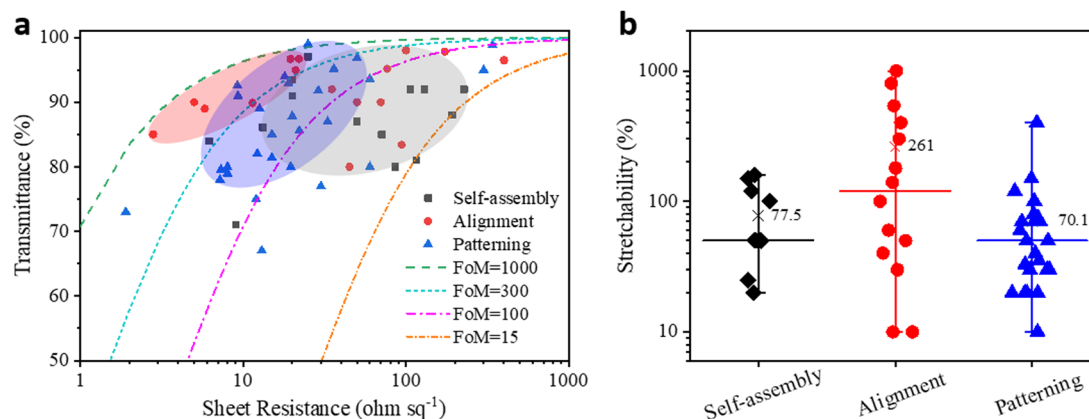 a
Transmittance (%)
100
90
80
70
60
50
1
10
100
1000
Sheet Resistance (ohm sq⁻¹)
Self-assembly
Alignment
Patterning
FoM=1000
FoM=300
FoM=100
FoM=15
b
Stretchability (%)
1000
100
10
77.5
261
70.1
Self-assembly
Alignment
Patterning